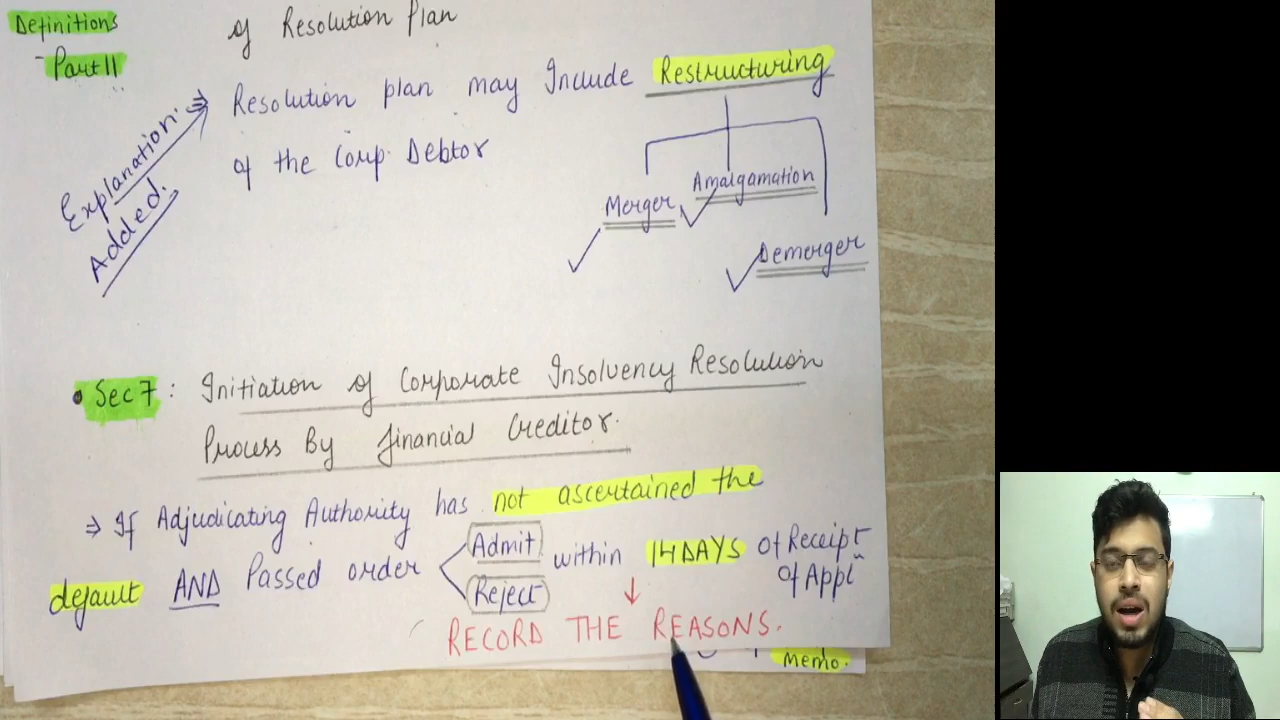 Definitions
- Part II
of Resolution Plan
Explanation: Added.
Resolution plan may Include Restructuring
of the Corp. Debtor
Merger
Amalgamation
Demerger
• Sec 7: Initiation of Corporate Insolvency Resolution
Process By Financial Creditor.
⇒ If Adjudicating Authority has not ascertained the
default AND Passed order Admit Reject within 14 DAYS of Receipt of Appl
RECORD THE REASONS.
Memo.